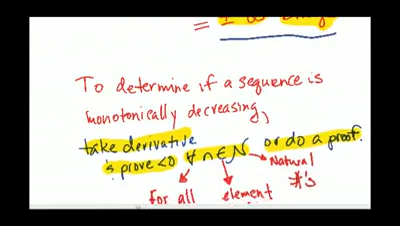 To determine if a sequence is
monotonically decreasing,
take derivative
's prove <0 ∀ n ∈ N or do a proof.
Natural
#'s
For all element